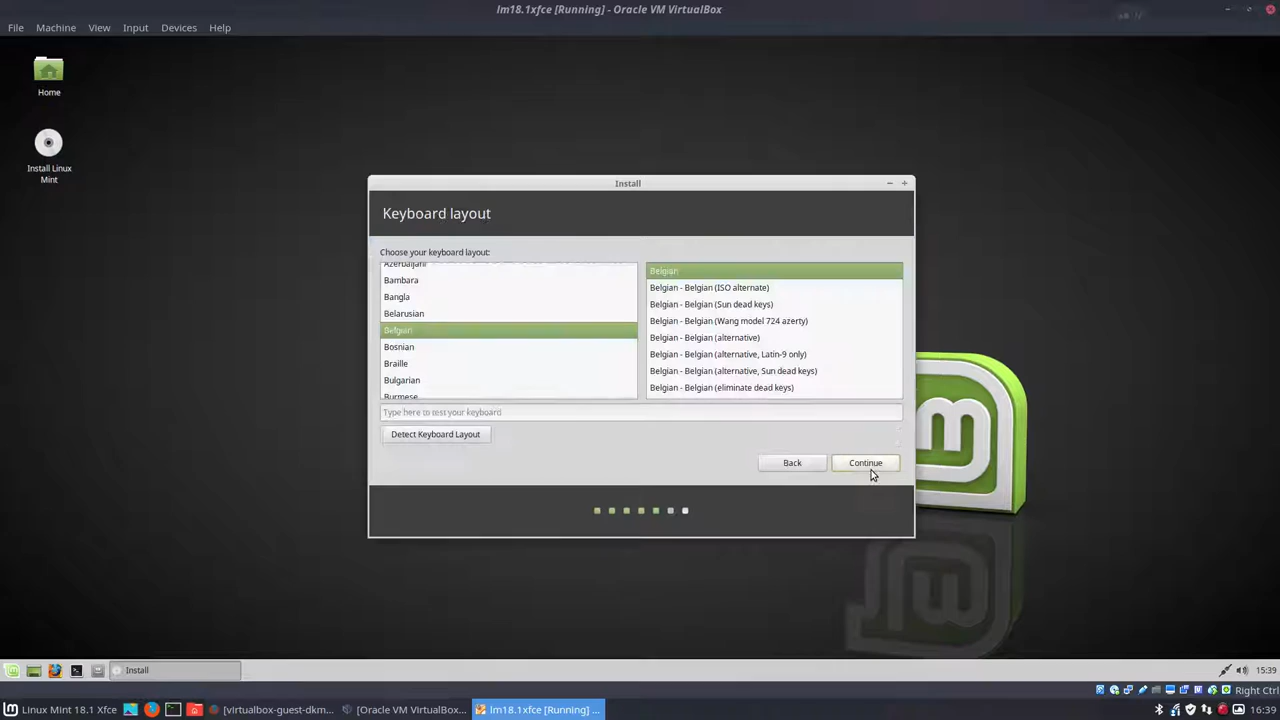 lm18.1xfce [Running] - Oracle VM VirtualBox
File Machine View Input Devices Help
Home
Install Linux
Mint
Install
Keyboard layout
Choose your keyboard layout:
Azerbaijani
Bambara
Bangla
Belarusian
Belgian
Bosnian
Braille
Bulgarian
Burmese
Belgian
Belgian - Belgian (ISO alternate)
Belgian - Belgian (Sun dead keys)
Belgian - Belgian (Wang model 724 azerty)
Belgian - Belgian (alternative)
Belgian - Belgian (alternative, Latin-9 only)
Belgian - Belgian (alternative, Sun dead keys)
Belgian - Belgian (eliminate dead keys)
Type here to test your keyboard
Detect Keyboard Layout
Back Continue
Install 15:39
Right Ctrl
Linux Mint 18.1 Xfce [virtualbox-guest-dkm... [Oracle VM VirtualBo... lm18.1xfce [Running] ... 16:39